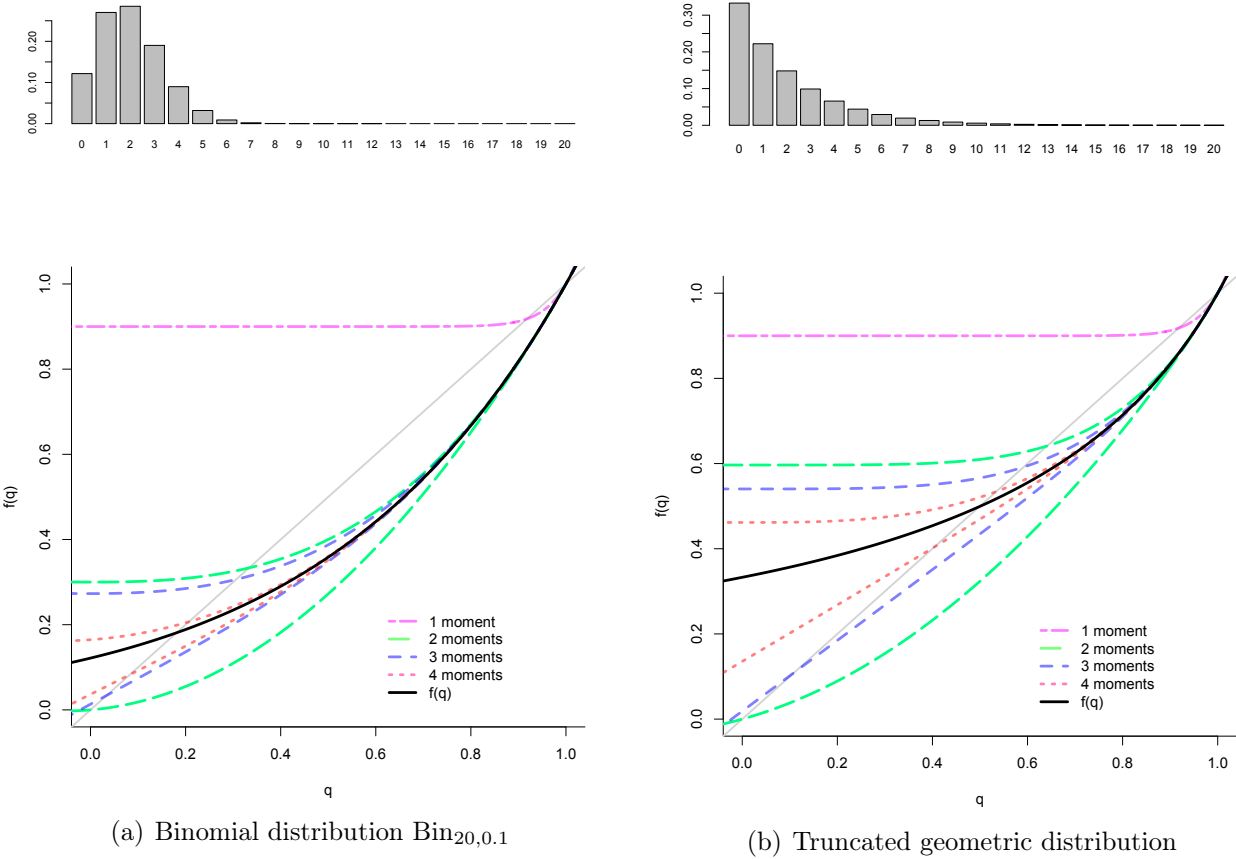 0.00 0.10 0.20
0 1 2 3 4 5 6 7 8 9 10 11 12 13 14 15 16 17 18 19 20
0.00 0.10 0.20 0.30
0 1 2 3 4 5 6 7 8 9 10 11 12 13 14 15 16 17 18 19 20
f(q)
0.0 0.2 0.4 0.6 0.8 1.0
1 moment
2 moments
3 moments
4 moments
f(q)
0.0 0.2 0.4 0.6 0.8 1.0
q
(a) Binomial distribution Bin20,0.1
f(q)
0.0 0.2 0.4 0.6 0.8 1.0
1 moment
2 moments
3 moments
4 moments
f(q)
0.0 0.2 0.4 0.6 0.8 1.0
q
(b) Truncated geometric distribution